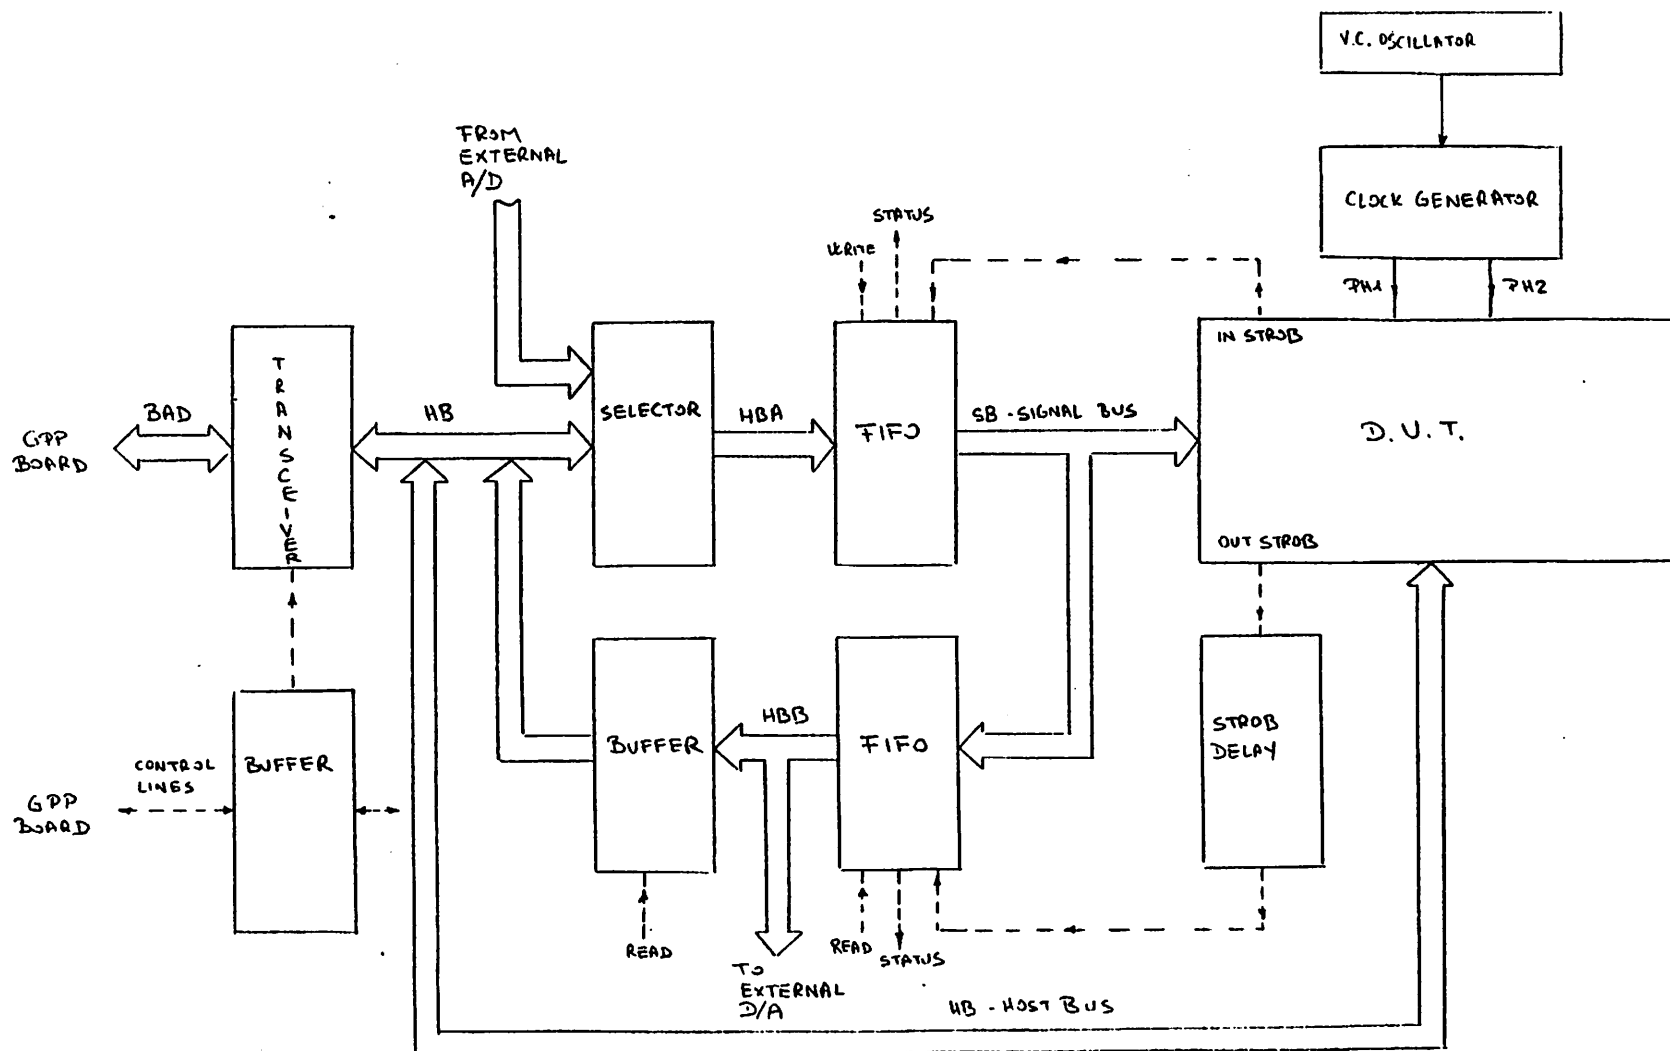 V.C. OSCILLATOR
CLOCK GENERATOR
PH1
PH2
FROM
EXTERNAL
A/D
WRITE
STATUS
IN STROB
TRANSCEIVER
BAD
HB
SELECTOR
HBA
FIFO
SB - SIGNAL BUS
D.U.T.
GPP
BOARD
OUT STROB
BUFFER
CONTROL
LINES
GPP
BOARD
BUFFER
HBB
FIFO
STROB
DELAY
READ
READ
STATUS
TO
EXTERNAL
D/A
HB - HOST BUS